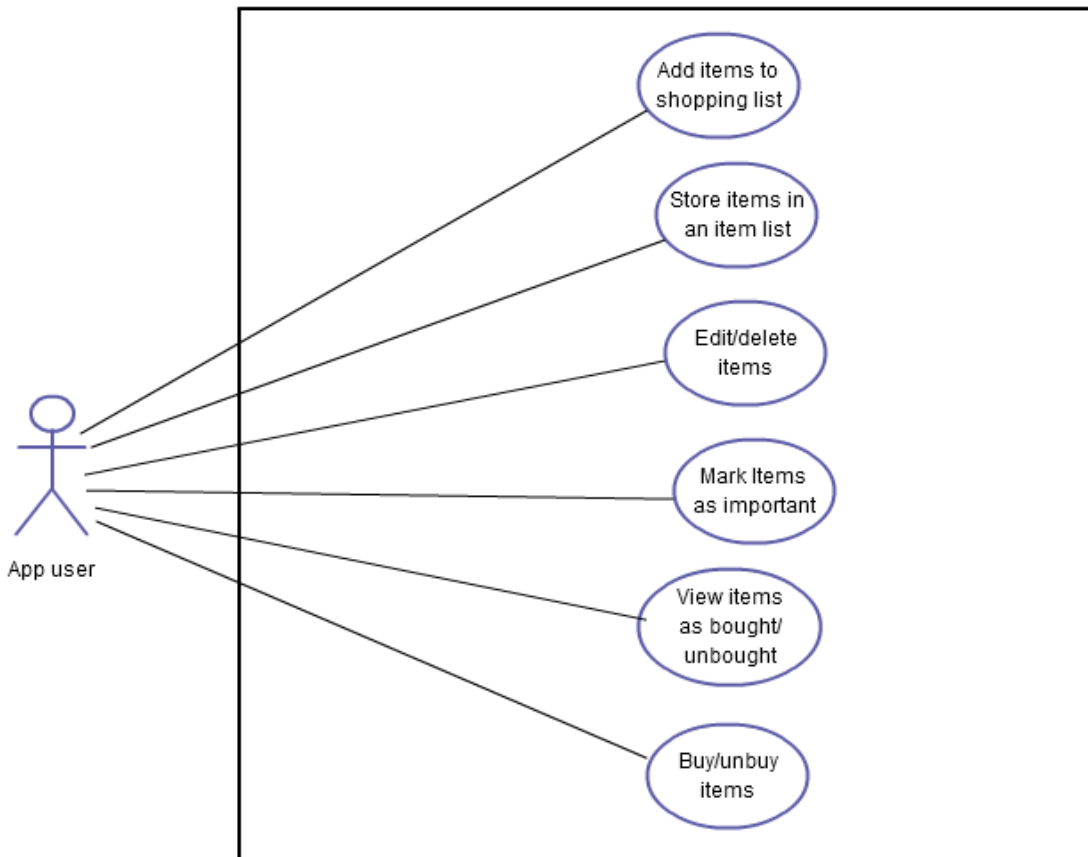 Add items to
shopping list
Store items in
an item list
Edit/delete
items
Mark Items
as important
App user
View items
as bought/
unbought
Buy/unbuy
items